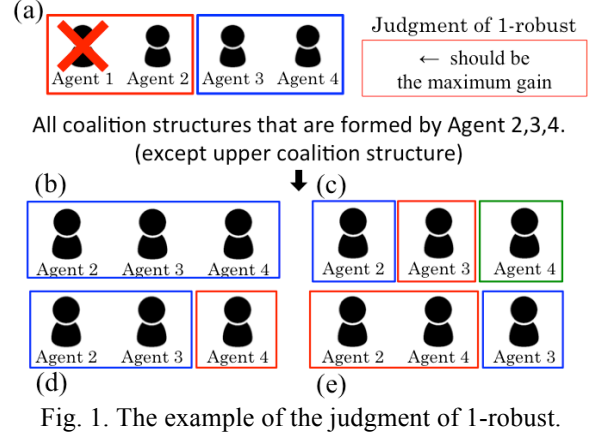 (a)
Agent 1 Agent 2 Agent 3 Agent 4
Judgment of 1-robust
← should be
the maximum gain
All coalition structures that are formed by Agent 2,3,4.
(except upper coalition structure)
(b)
Agent 2 Agent 3 Agent 4
(c)
Agent 2 Agent 3 Agent 4
Agent 2 Agent 3 Agent 4
(d)
Agent 2 Agent 4 Agent 3
(e)
Fig. 1. The example of the judgment of 1-robust.